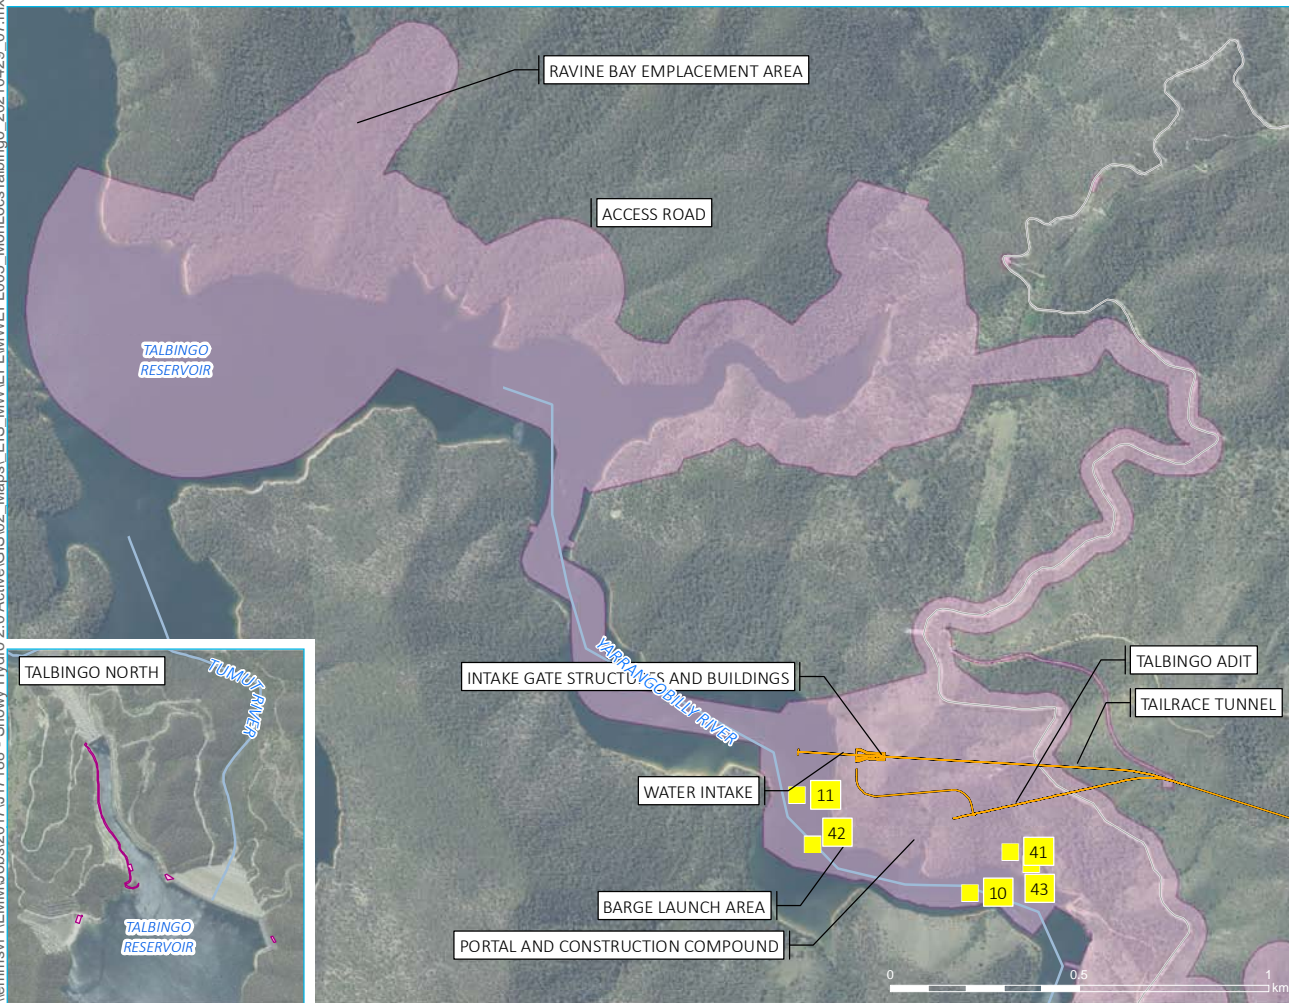 RAVINE BAY EMPLACEMENT AREA
ACCESS ROAD
TALBINGO
RESERVOIR
TALBINGO NORTH
TUMUT
RIVER
YARRANGOBILLY RIVER
INTAKE GATE STRUCTURES AND BUILDINGS
TALBINGO ADIT
TAILRACE TUNNEL
WATER INTAKE
11
42
41
43
10
BARGE LAUNCH AREA
PORTAL AND CONSTRUCTION COMPOUND
TALBINGO
RESERVOIR
0
0.5
1
km